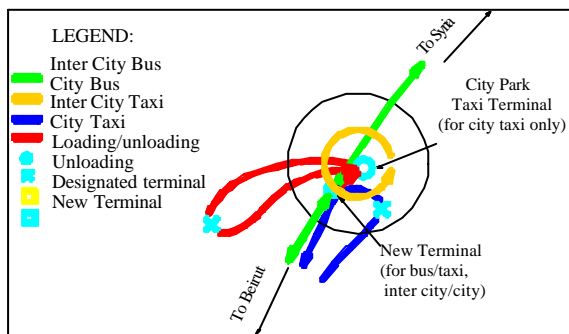 LEGEND:
Inter City Bus
City Bus
Inter City Taxi
City Taxi
Loading/unloading
Unloading
Designated terminal
New Terminal
To Syria
City Park
Taxi Terminal
(for city taxi only)
New Terminal
(for bus/taxi,
inter city/city)
To Beirut